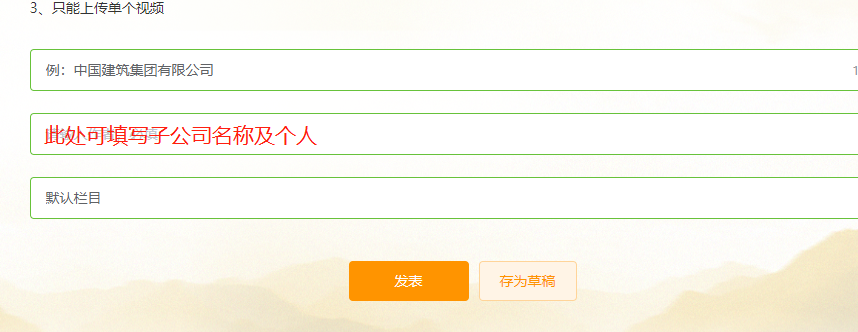 3、只能上传单个视频
例：中国建筑集团有限公司
1
此处可填写子公司名称及个人
默认栏目
发表
存为草稿